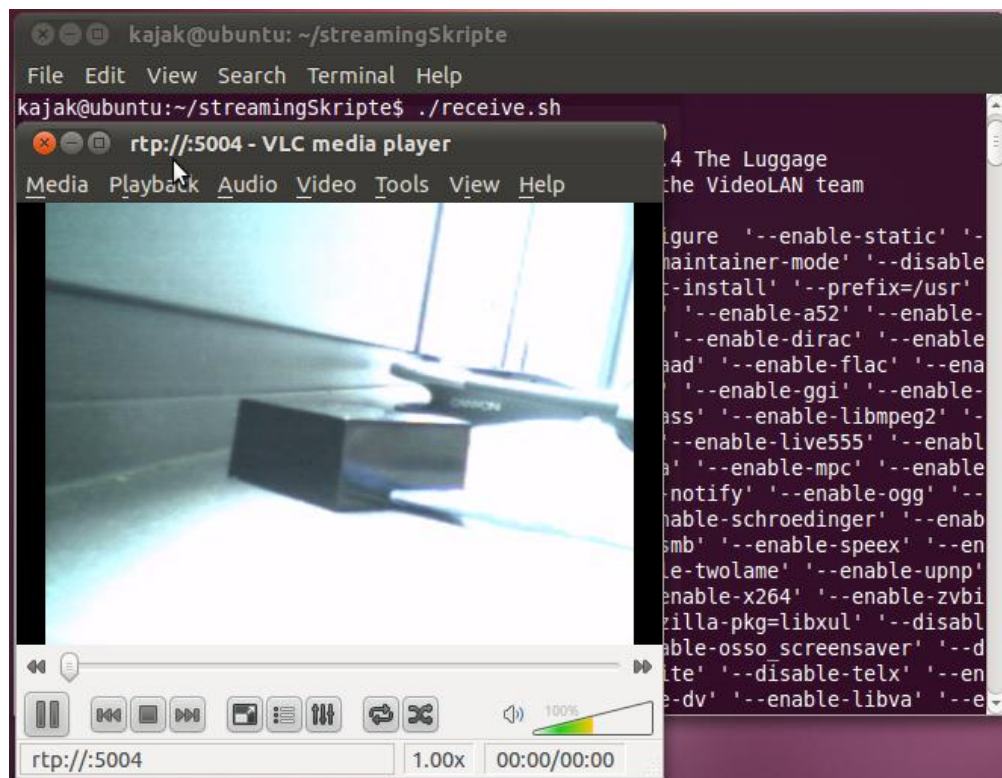 kajak@ubuntu: ~/streamingSkripte
File Edit View Search Terminal Help
kajak@ubuntu:~/streamingSkripte$ ./receive.sh
)
rtp://:5004 - VLC media player
.4 The Luggage
Media Playback Audio Video Tools View Help
the VideoLAN team
igure '--enable-static' '-
maintainer-mode' '--disable
t-install' '--prefix=/usr'
' '--enable-a52' '--enable-
'--enable-dirac' '--enable
aad' '--enable-flac' '--ena
' '--enable-ggi' '--enable-
ass' '--enable-libmpeg2' '-
'--enable-live555' '--enabl
a' '--enable-mpc' '--enable
-notify' '--enable-ogg' '--
nable-schroedinger' '--enab
smb' '--enable-speex' '--en
le-twolame' '--enable-upnp'
enable-x264' '--enable-zvbi
zilla-pkg=libxul' '--disabl
able-osso_screensaver' '--d
ite' '--disable-telx' '--en
e-dv' '--enable-libva' '--e
CANYON
100%
rtp://:5004 1.00x 00:00/00:00